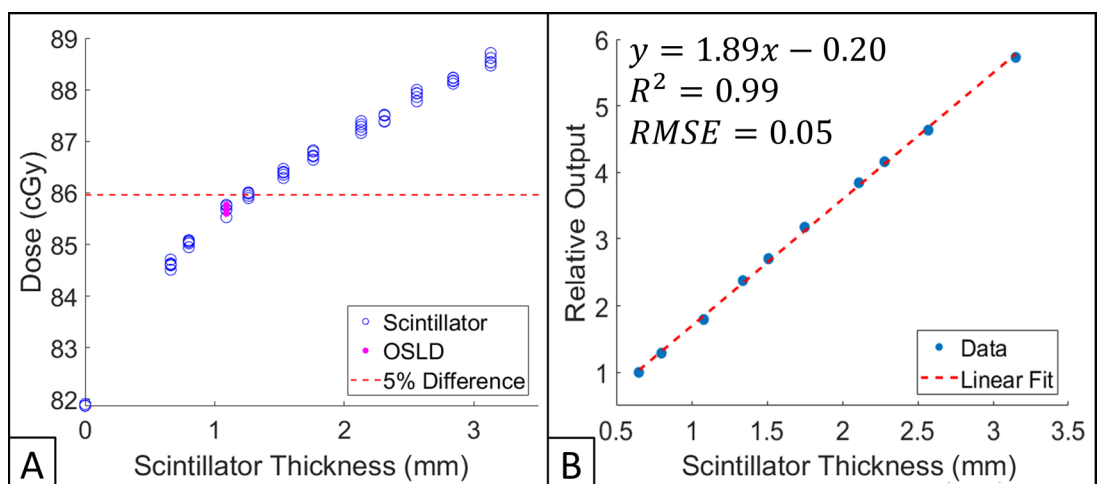 89
88
87
86
85
84
83
82
0
1
2
3
Dose (cGy)
Scintillator Thickness (mm)
Scintillator
OSLD
5% Difference
A
B
y = 1.89x − 0.20
R² = 0.99
RMSE = 0.05
6
5
4
3
2
1
0.5
1
1.5
2
2.5
3
3.5
Relative Output
Scintillator Thickness (mm)
Data
Linear Fit